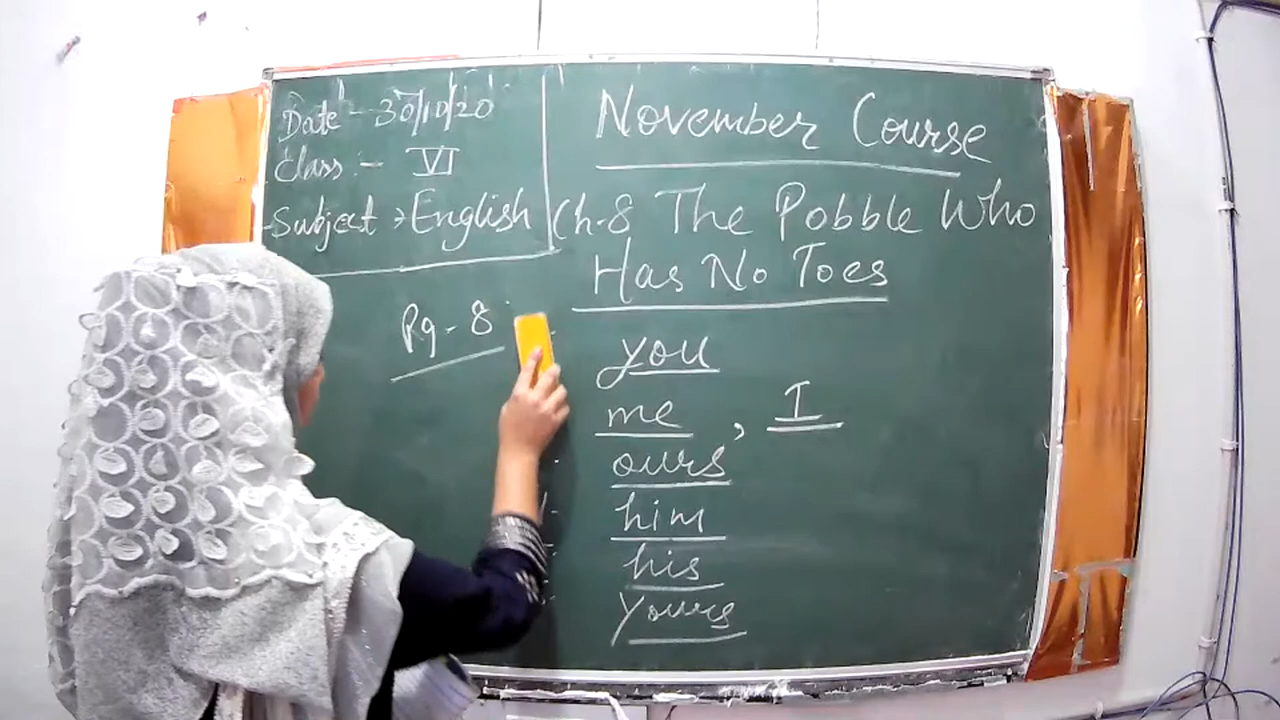 Date - 30/10/20
Class :- VI
Subject → English
November Course
Ch-8 The Pobble Who
Has No Toes
Pg - 8
you
me, I
ours
him
his
yours